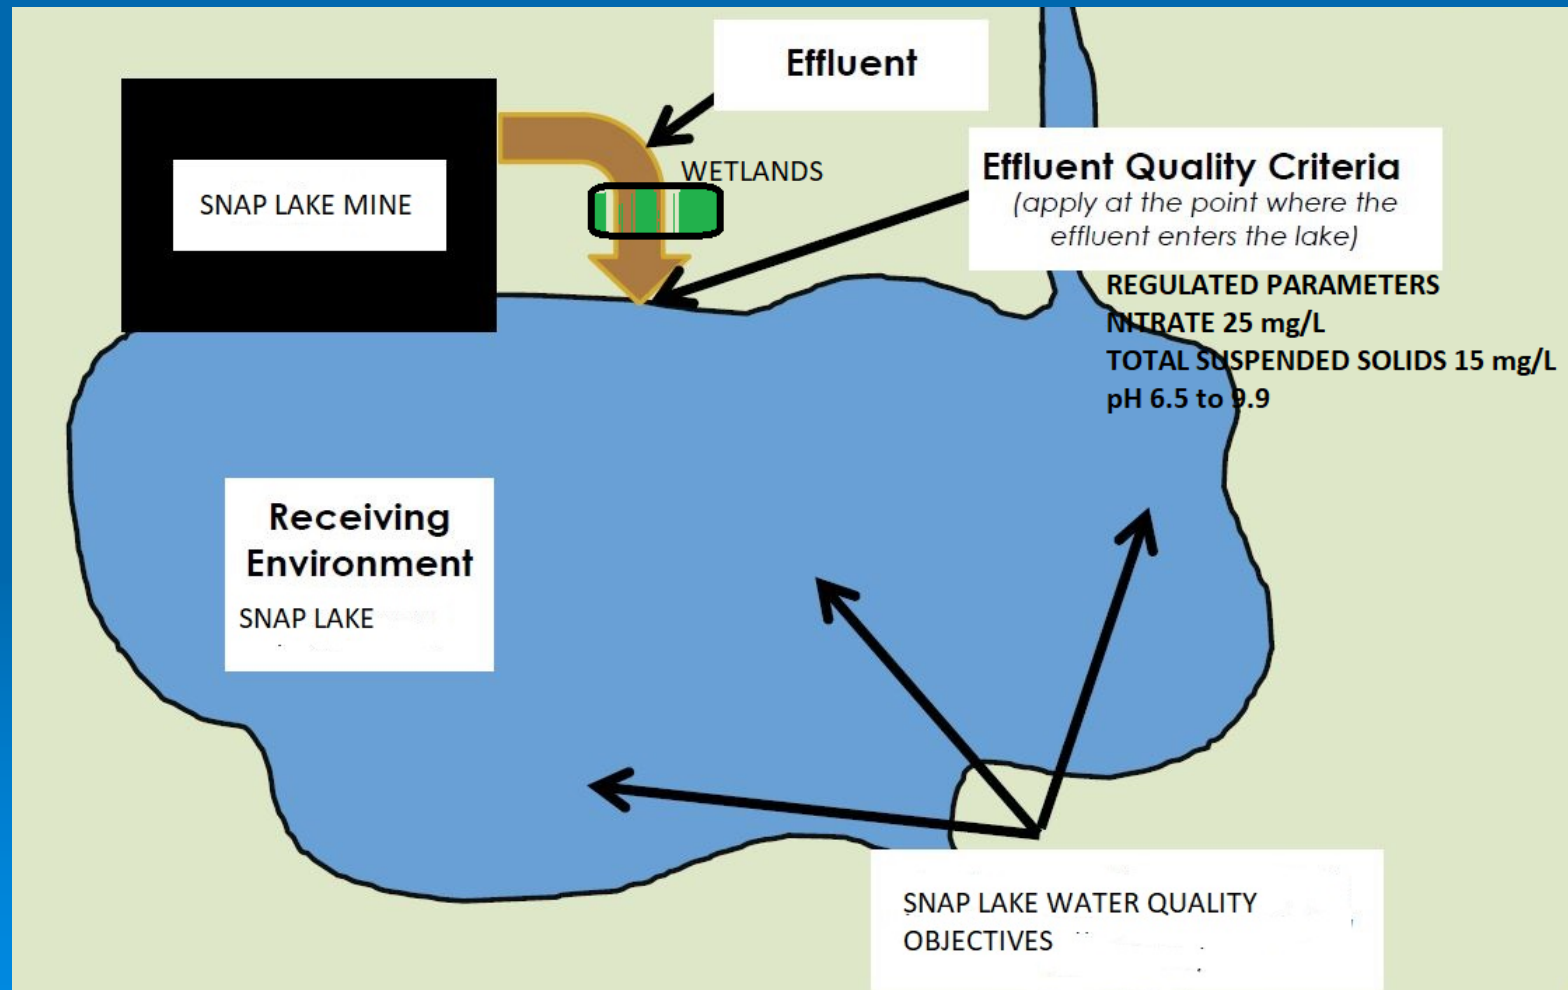 Effluent
WETLANDS
SNAP LAKE MINE
Effluent Quality Criteria
(apply at the point where the
effluent enters the lake)
REGULATED PARAMETERS
NITRATE 25 mg/L
TOTAL SUSPENDED SOLIDS 15 mg/L
pH 6.5 to 9.9
Receiving
Environment
SNAP LAKE
SNAP LAKE WATER QUALITY
OBJECTIVES